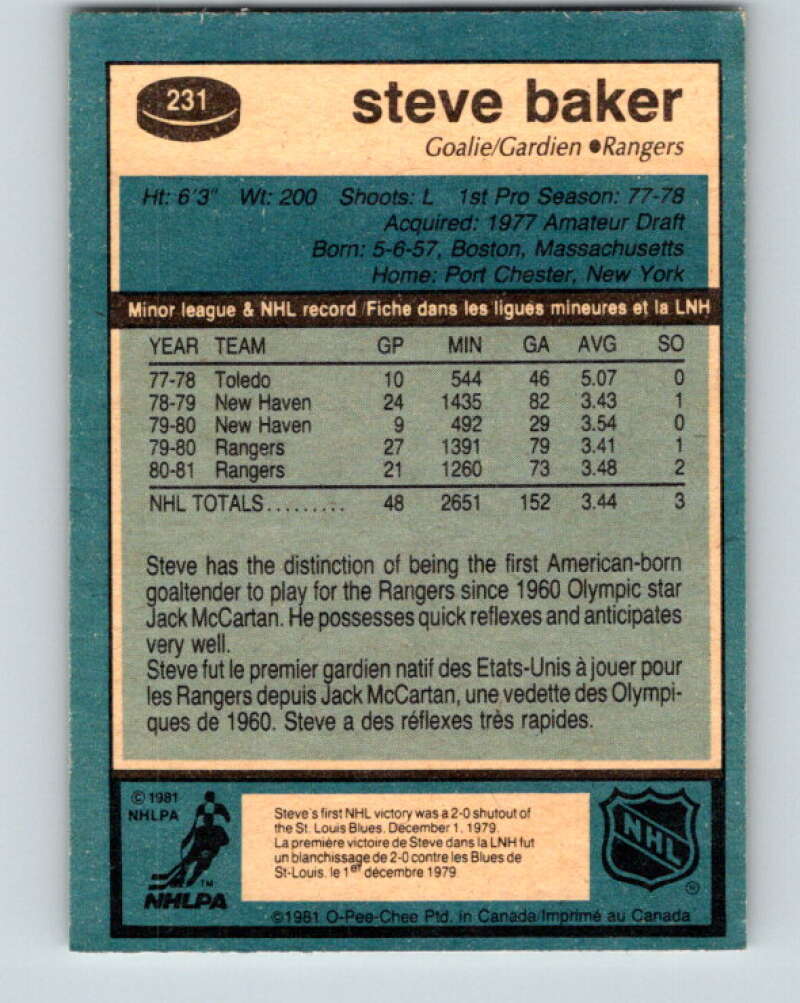 231
steve baker
Goalie/Gardien ●Rangers
Ht: 6'3" Wt: 200 Shoots: L 1st Pro Season: 77-78
Acquired: 1977 Amateur Draft
Born: 5-6-57, Boston, Massachusetts
Home: Port Chester, New York
Minor league & NHL record/Fiche dans les ligues mineures et la LNH
YEAR TEAM GP MIN GA AVG SO
77-78 Toledo 10 544 46 5.07 0
78-79 New Haven 24 1435 82 3.43 1
79-80 New Haven 9 492 29 3.54 0
79-80 Rangers 27 1391 79 3.41 1
80-81 Rangers 21 1260 73 3.48 2
NHL TOTALS......... 48 2651 152 3.44 3
Steve has the distinction of being the first American-born
goaltender to play for the Rangers since 1960 Olympic star
Jack McCartan. He possesses quick reflexes and anticipates
very well.
Steve fut le premier gardien natif des Etats-Unis à jouer pour
les Rangers depuis Jack McCartan, une vedette des Olympi-
ques de 1960. Steve a des réflexes très rapides.
© 1981
NHLPA
TM
NHLPA
Steve's first NHL victory was a 2-0 shutout of
the St. Louis Blues. December 1, 1979.
La première victoire de Steve dans la LNH fut
un blanchissage de 2-0 contre les Blues de
St-Louis. le 1er décembre 1979.
NHL
®
©1981 O-Pee-Chee Ptd. in Canada/Imprimé au Canada